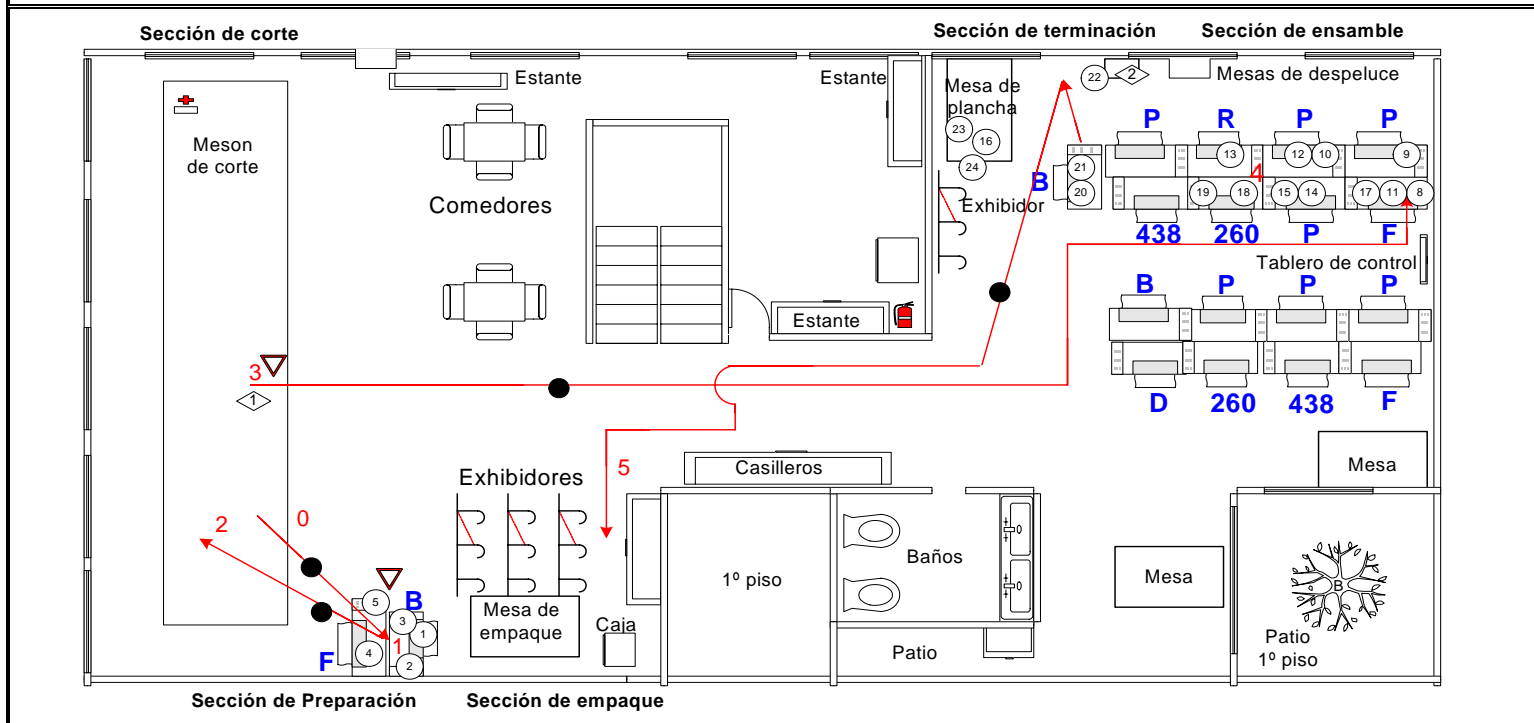 Sección de corte
Sección de terminación
Sección de ensamble
Estante
Estante
Mesa de
plancha
22
2
Mesas de despeluce
Meson
de corte
23
16
24
P
R
P
P
13
12
10
9
4
21
20
B
19
18
15
14
17
11
8
Exhibidor
Comedores
438
260
P
F
Tablero de control
B
P
P
P
Estante
3
1
D
260
438
F
Exhibidores
5
Casilleros
Mesa
2
0
1º piso
Baños
Mesa
B
5
B
3
1
1
4
2
F
Mesa de
empaque
Caja
Patio
Patio
1º piso
Sección de Preparación
Sección de empaque